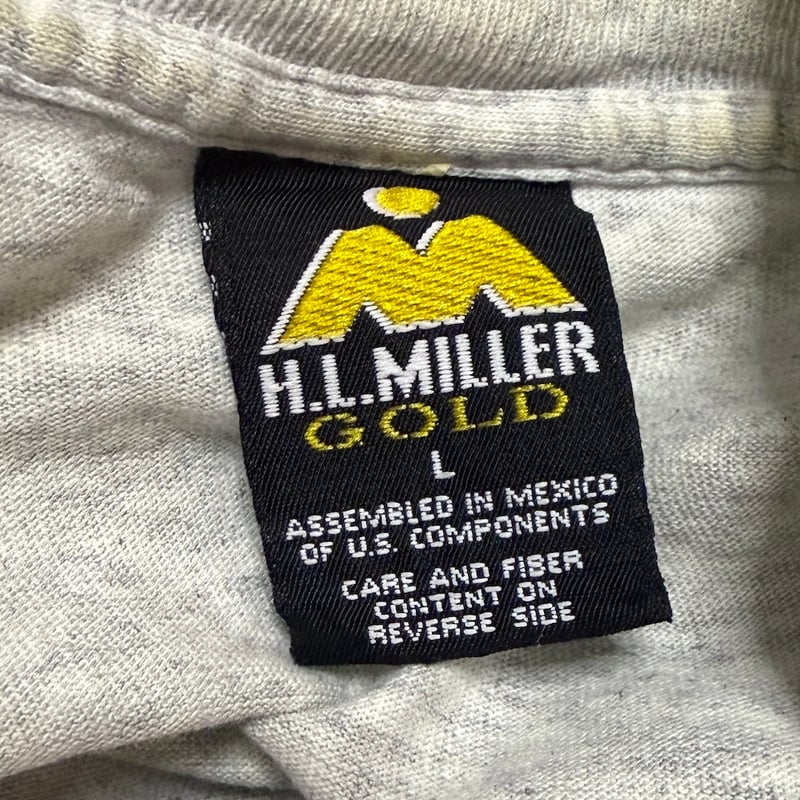 H.L.MILLER
GOLD
L
ASSEMBLED IN MEXICO
OF U.S. COMPONENTS
CARE AND FIBER
CONTENT ON
REVERSE SIDE